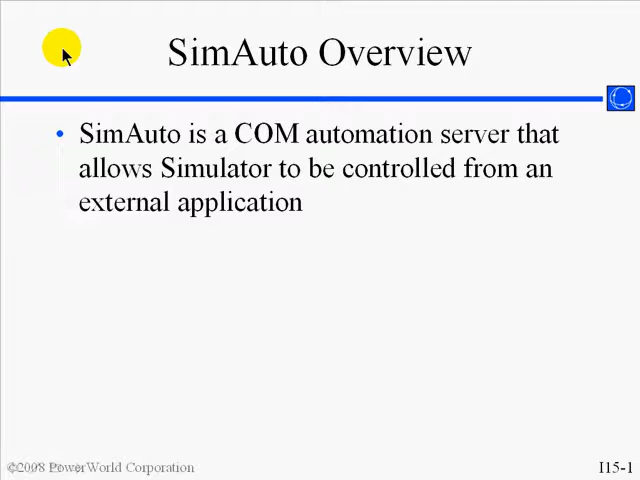 SimAuto Overview
• SimAuto is a COM automation server that
allows Simulator to be controlled from an
external application
©2008 PowerWorld Corporation
I15-1